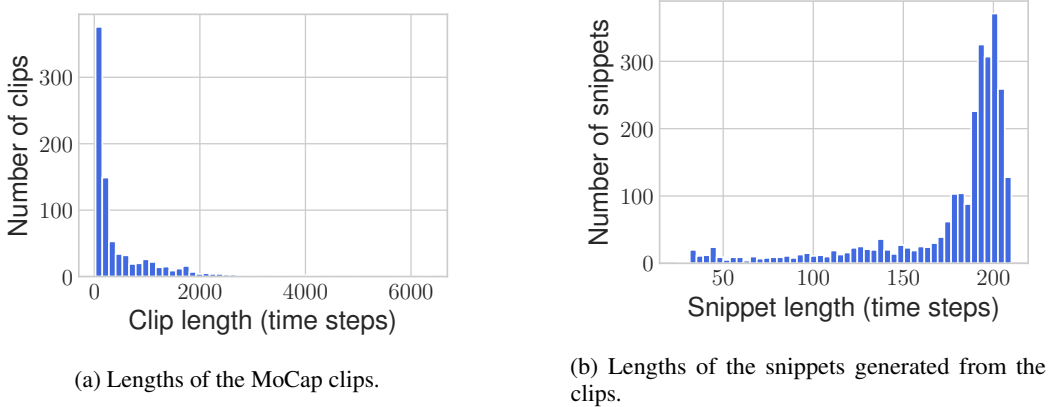 Number of clips
300
200
100
0
0
2000
4000
6000
Clip length (time steps)
(a) Lengths of the MoCap clips.
Number of snippets
300
200
100
0
50
100
150
200
Snippet length (time steps)
(b) Lengths of the snippets generated from the
clips.